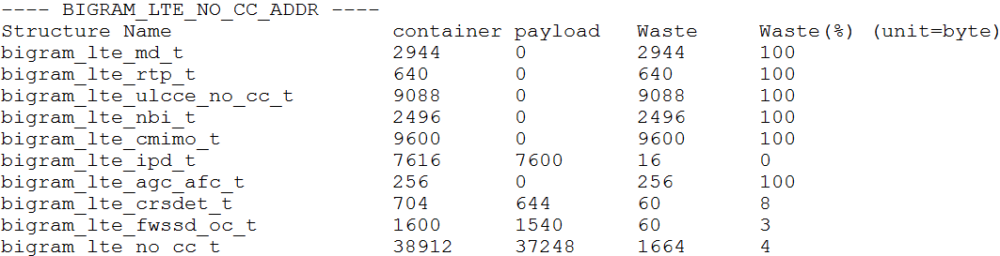 ---- BIGRAM_LTE_NO_CC_ADDR ----
Structure Name container payload Waste Waste(%) (unit=byte)
bigram_lte_md_t 2944 0 2944 100
bigram_lte_rtp_t 640 0 640 100
bigram_lte_ulcce_no_cc_t 9088 0 9088 100
bigram_lte_nbi_t 2496 0 2496 100
bigram_lte_cmimo_t 9600 0 9600 100
bigram_lte_ipd_t 7616 7600 16 0
bigram_lte_agc_afc_t 256 0 256 100
bigram_lte_crsdet_t 704 644 60 8
bigram_lte_fwssd_oc_t 1600 1540 60 3
bigram_lte_no_cc_t 38912 37248 1664 4